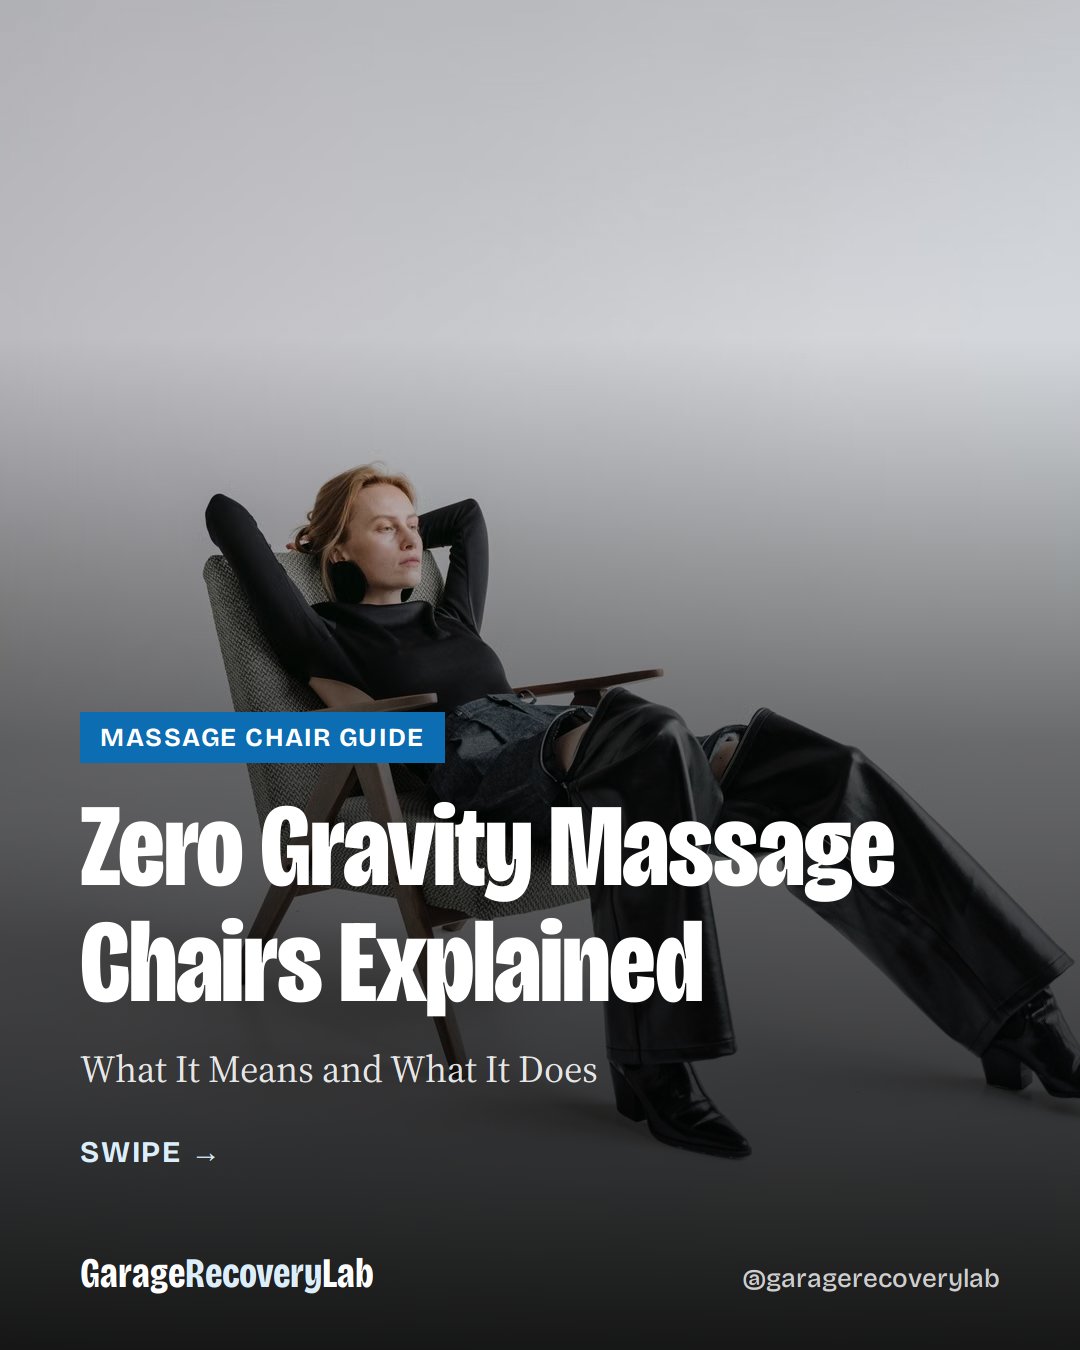 MASSAGE CHAIR GUIDE
Zero Gravity Massage
Chairs Explained
What It Means and What It Does
SWIPE →
GarageRecoveryLab
@garagerecoverylab